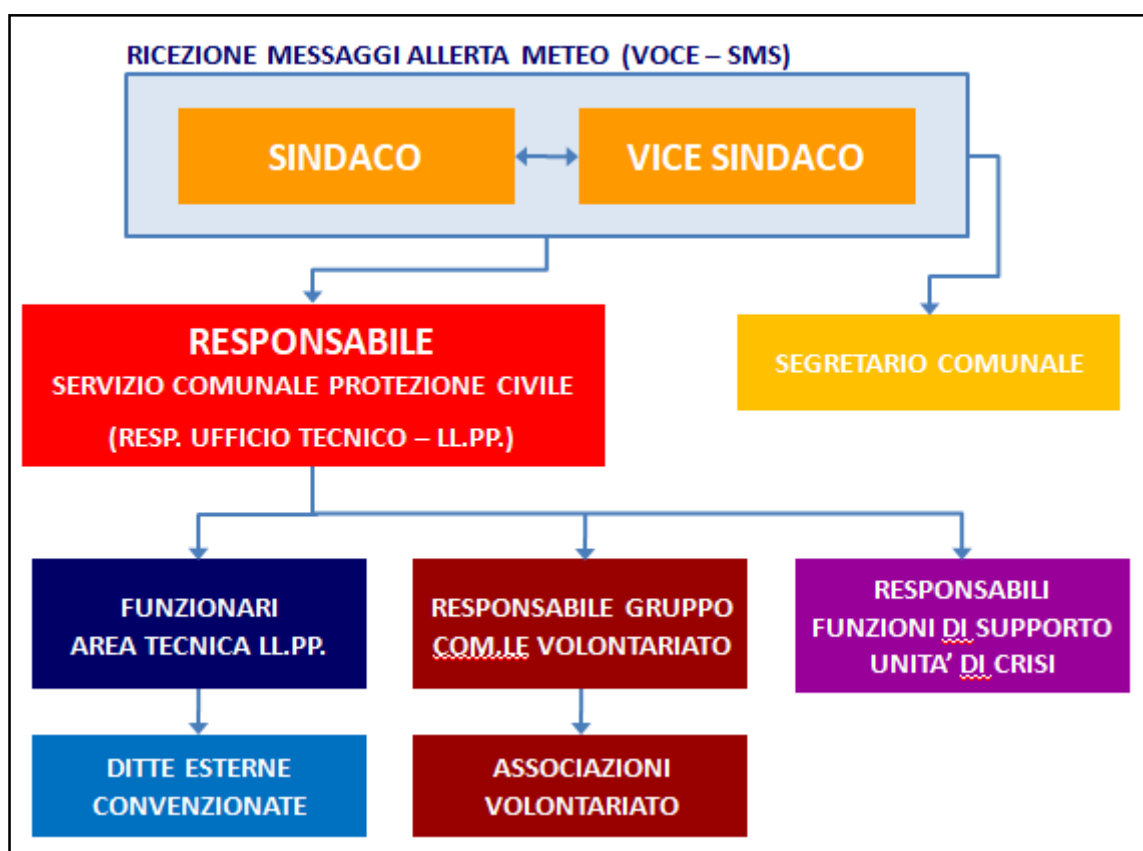 RICEZIONE MESSAGGI ALLERTA METEO (VOCE – SMS)
SINDACO
VICE SINDACO
RESPONSABILE
SERVIZIO COMUNALE PROTEZIONE CIVILE
(RESP. UFFICIO TECNICO – LL.PP.)
SEGRETARIO COMUNALE
FUNZIONARI
AREA TECNICA LL.PP.
RESPONSABILE GRUPPO
COM.LE VOLONTARIATO
RESPONSABILI
FUNZIONI DI SUPPORTO
UNITA’ DI CRISI
DITTE ESTERNE
CONVENZIONATE
ASSOCIAZIONI
VOLONTARIATO